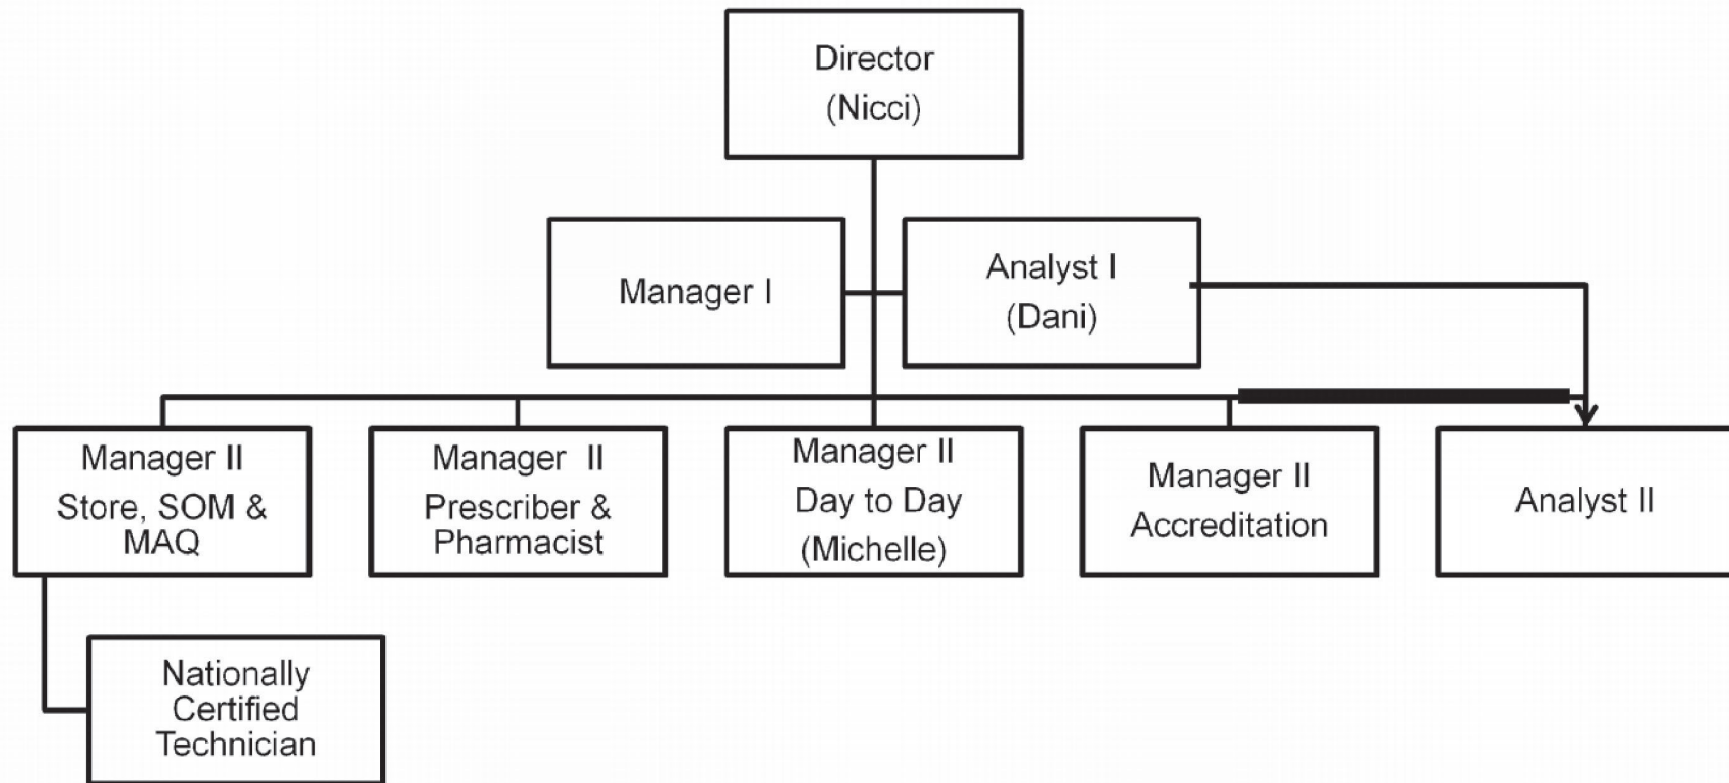 Director
(Nicci)
Manager I
Analyst I
(Dani)
Manager II
Store, SOM &
MAQ
Manager II
Prescriber &
Pharmacist
Manager II
Day to Day
(Michelle)
Manager II
Accreditation
Analyst II
Nationally
Certified
Technician